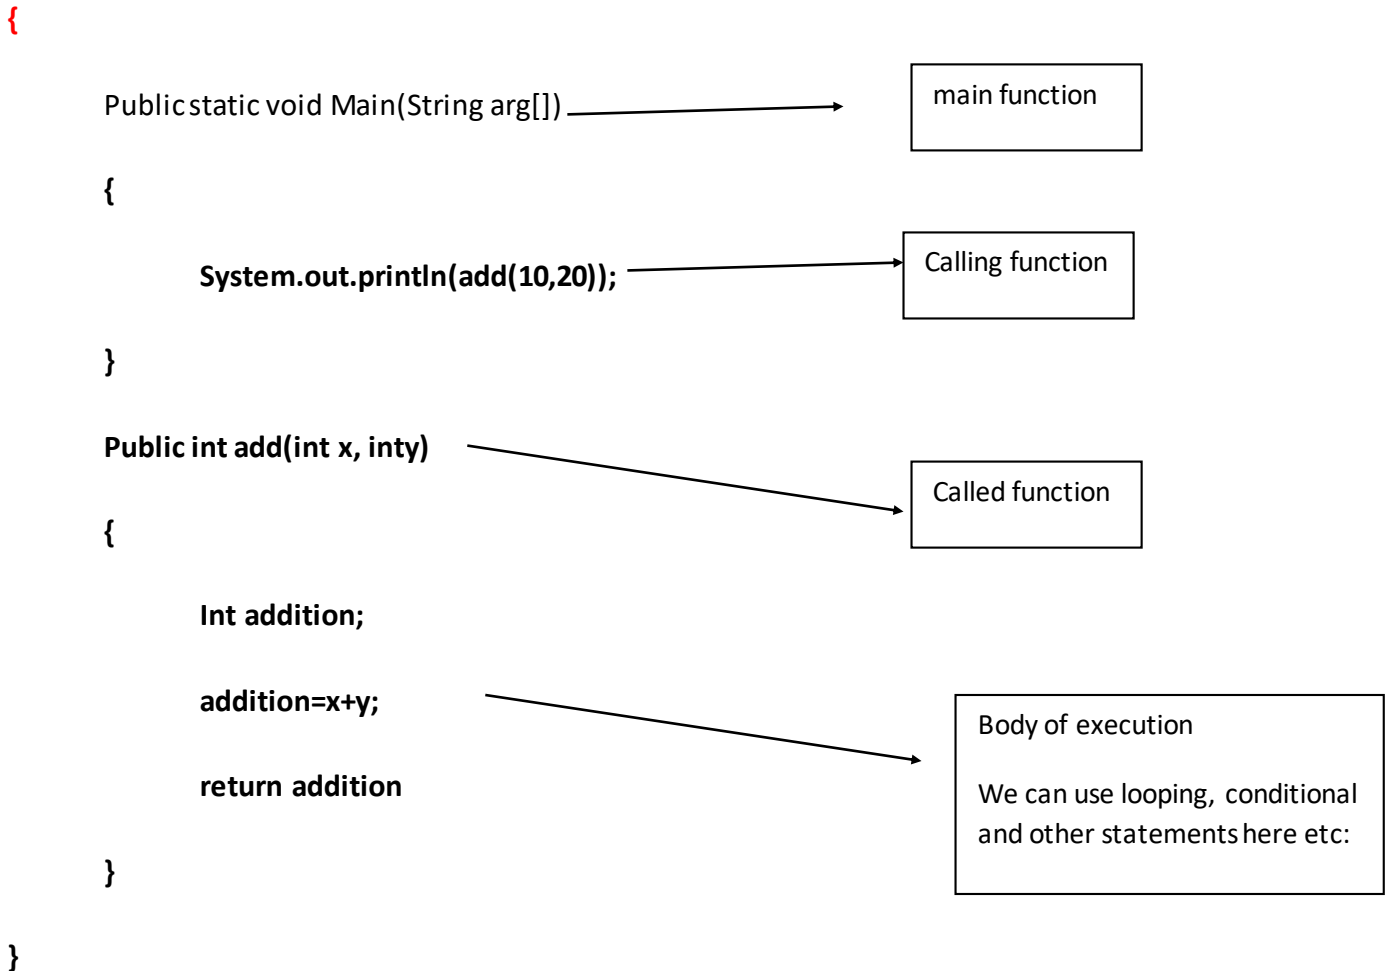 {
Public static void Main(String arg[])
main function
{
System.out.println(add(10,20));
Calling function
}
Public int add(int x, inty)
Called function
{
Int addition;
addition=x+y;
Body of execution
return addition
We can use looping, conditional
and other statements here etc:
}
}